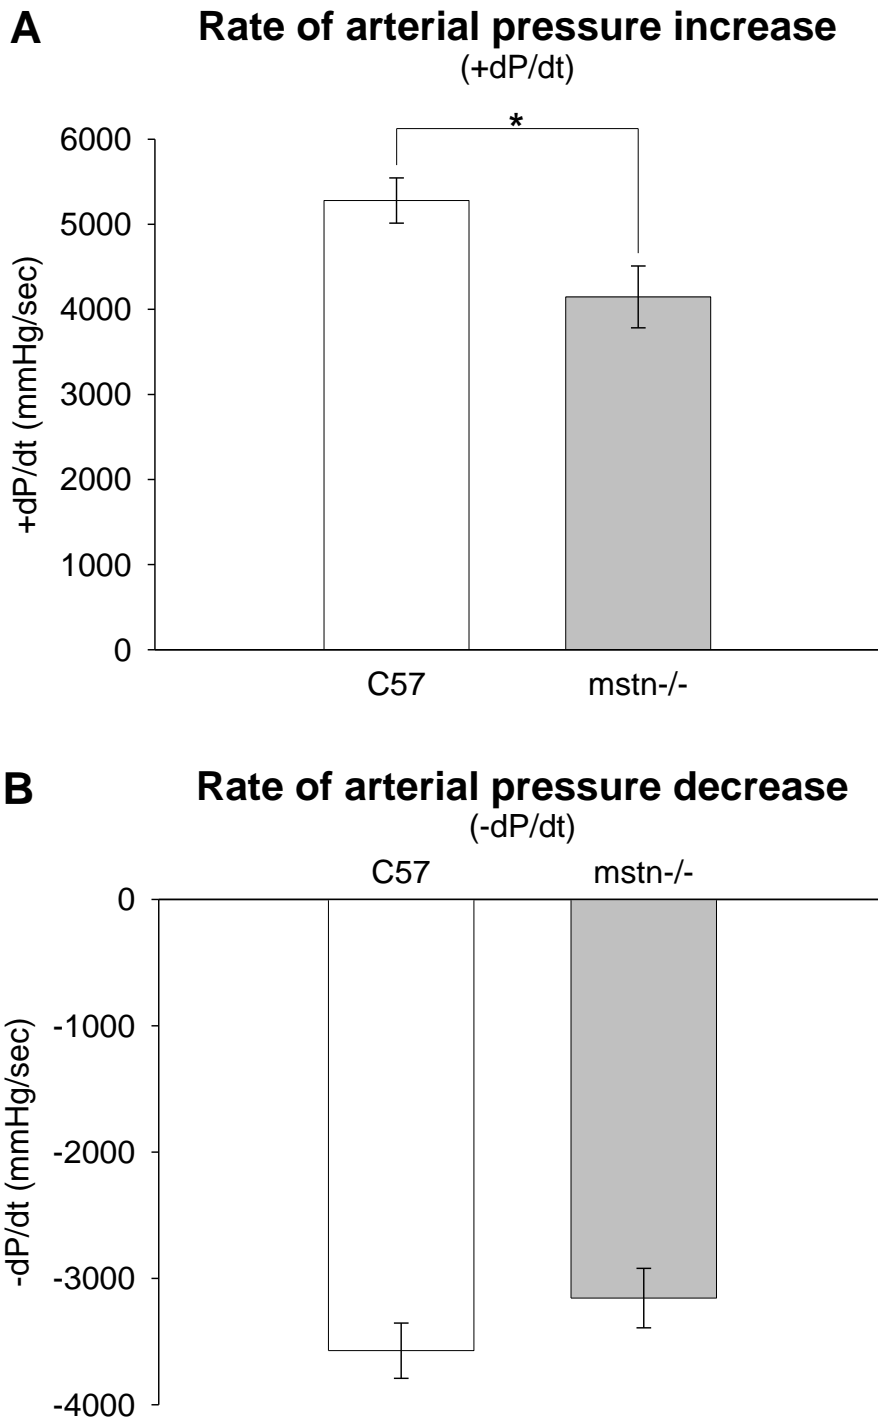 A
Rate of arterial pressure increase
(+dP/dt)
*
6000
5000
4000
3000
2000
1000
0
+dP/dt (mmHg/sec)
C57 mstn-/-
B
Rate of arterial pressure decrease
(-dP/dt)
C57 mstn-/-
0
-1000
-2000
-3000
-4000
-dP/dt (mmHg/sec)